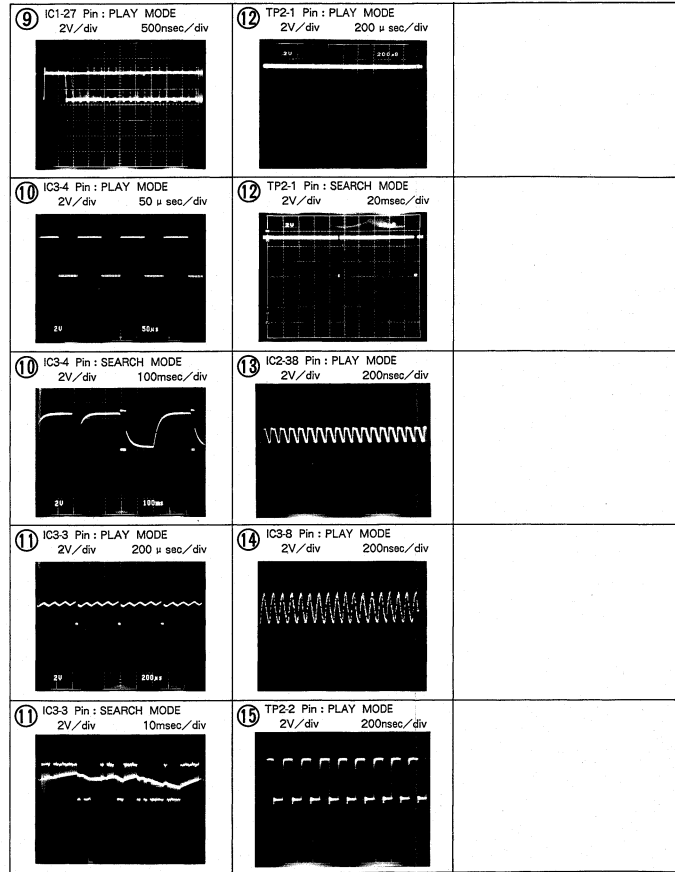 ⑨ IC1-27 Pin : PLAY MODE
2V/div 500nsec/div
⑩ IC3-4 Pin : PLAY MODE
2V/div 50 μ sec/div
2V 50μs
⑩ IC3-4 Pin : SEARCH MODE
2V/div 100msec/div
2V 100ms
⑪ IC3-3 Pin : PLAY MODE
2V/div 200 μ sec/div
2V 200μs
⑪ IC3-3 Pin : SEARCH MODE
2V/div 10msec/div
⑫ TP2-1 Pin : PLAY MODE
2V/div 200 μ sec/div
2V 200μS
⑫ TP2-1 Pin : SEARCH MODE
2V/div 20msec/div
2V
⑬ IC2-38 Pin : PLAY MODE
2V/div 200nsec/div
⑭ IC3-8 Pin : PLAY MODE
2V/div 200nsec/div
⑮ TP2-2 Pin : PLAY MODE
2V/div 200nsec/div